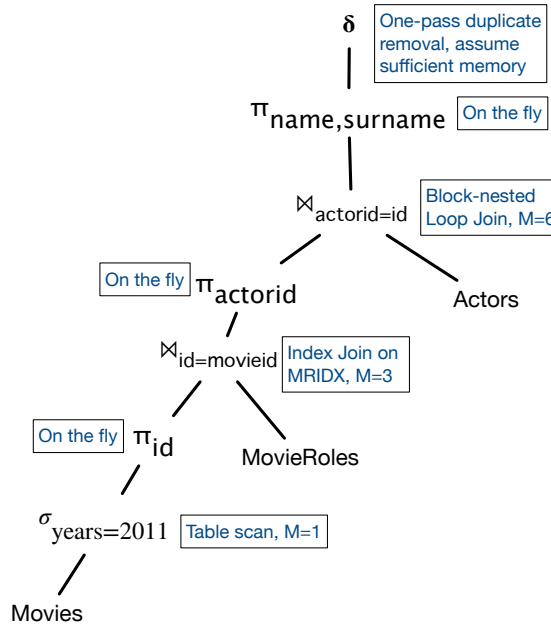 δ
One-pass duplicate
removal, assume
sufficient memory
π name,surname
On the fly
⋈ actorid=id
Block-nested
Loop Join, M=6
On the fly
π actorid
Actors
⋈ id=movieid
Index Join on
MRIDX, M=3
On the fly
π id
MovieRoles
σ years=2011
Table scan, M=1
Movies